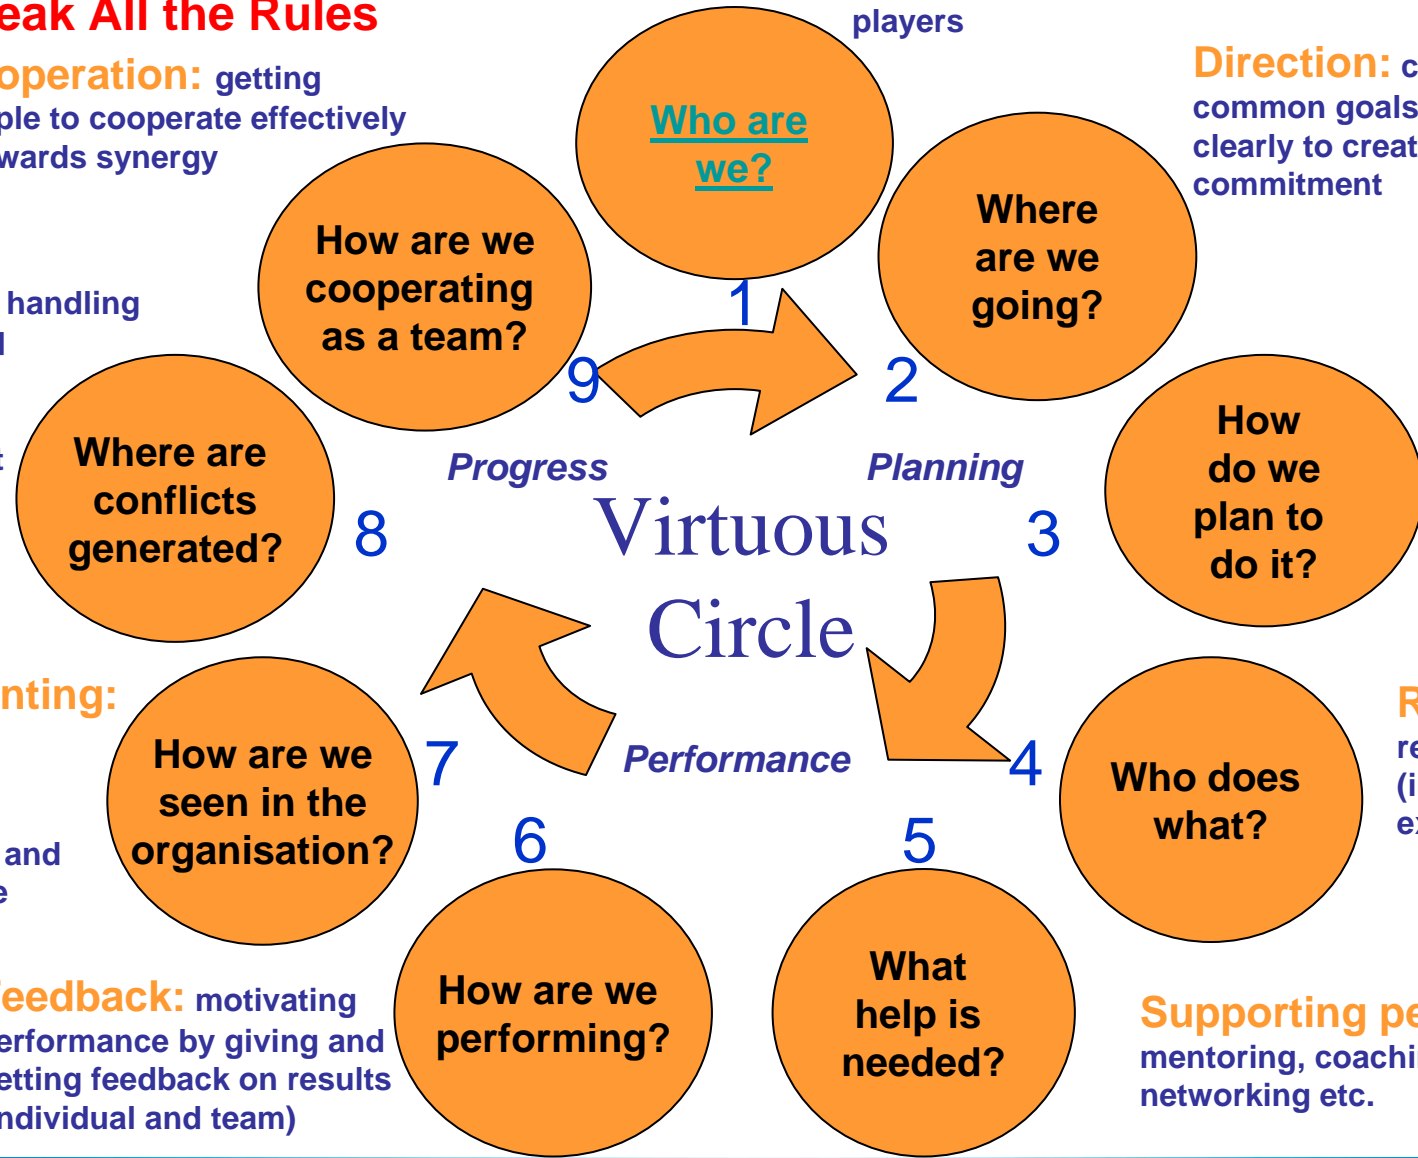 eak All the Rules
players
operation: getting
ple to cooperate effectively
wards synergy
Direction: c
common goals
clearly to creat
commitment
Who are
we?
1
Where
are we
going?
2
How
do we
plan to
do it?
3
Who does
what?
4
R
re
(i
ex
What
help is
needed?
5
Supporting pe
mentoring, coachi
networking etc.
How are we
performing?
6
eedback: motivating
erformance by giving and
etting feedback on results
ndividual and team)
How are we
seen in the
organisation?
7
nting:
and
e
Where are
conflicts
generated?
8
handling
How are we
cooperating
as a team?
9
Progress
Planning
Virtuous
Circle
Performance